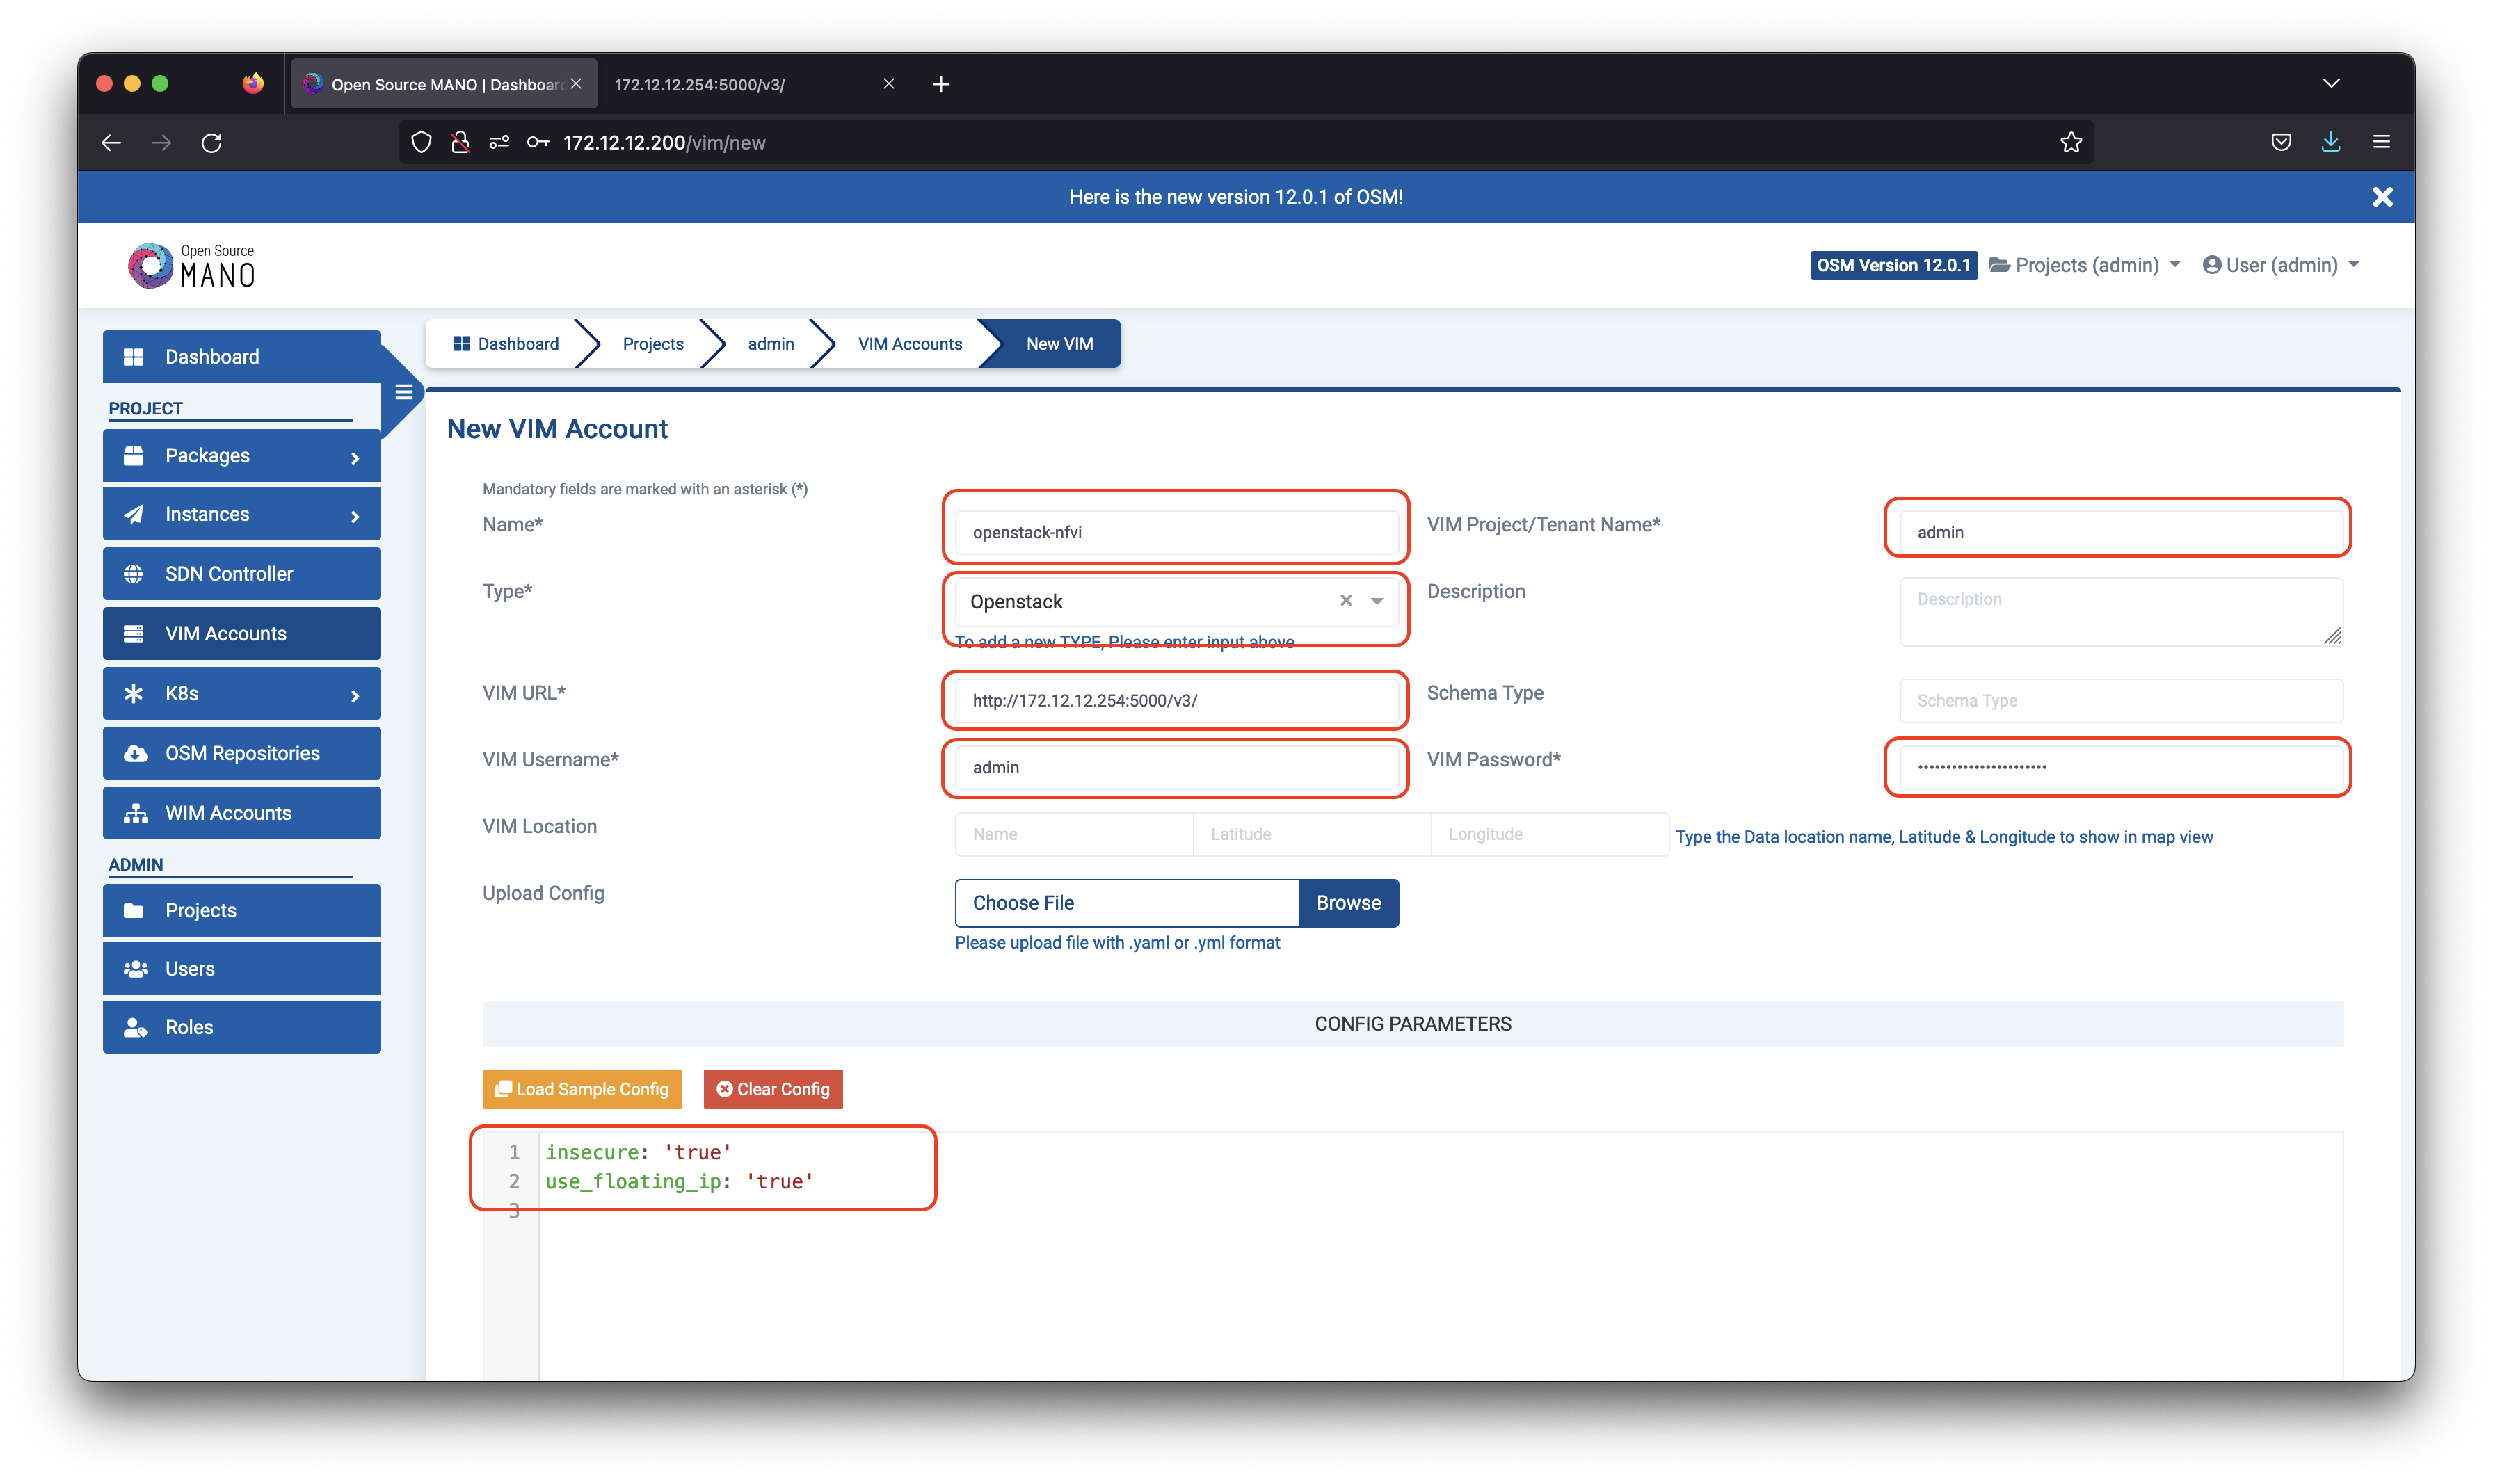 Open Source MANO | Dashboard
172.12.12.254:5000/v3/
172.12.12.200/vim/new
Here is the new version 12.0.1 of OSM!
Open Source
MANO
OSM Version 12.0.1
Projects (admin)
User (admin)
Dashboard
PROJECT
Packages
Instances
SDN Controller
VIM Accounts
K8s
OSM Repositories
WIM Accounts
ADMIN
Projects
Users
Roles
Dashboard
Projects
admin
VIM Accounts
New VIM
New VIM Account
Mandatory fields are marked with an asterisk (*)
Name*
openstack-nfvi
VIM Project/Tenant Name*
admin
Type*
Openstack
To add a new TYPE, Please enter input above
Description
Description
VIM URL*
http://172.12.12.254:5000/v3/
Schema Type
Schema Type
VIM Username*
admin
VIM Password*
•••••••••••••••••••••••
VIM Location
Name
Latitude
Longitude
Type the Data location name, Latitude & Longitude to show in map view
Upload Config
Choose File
Browse
Please upload file with .yaml or .yml format
CONFIG PARAMETERS
Load Sample Config
Clear Config
1 insecure: 'true'
2 use_floating_ip: 'true'
3